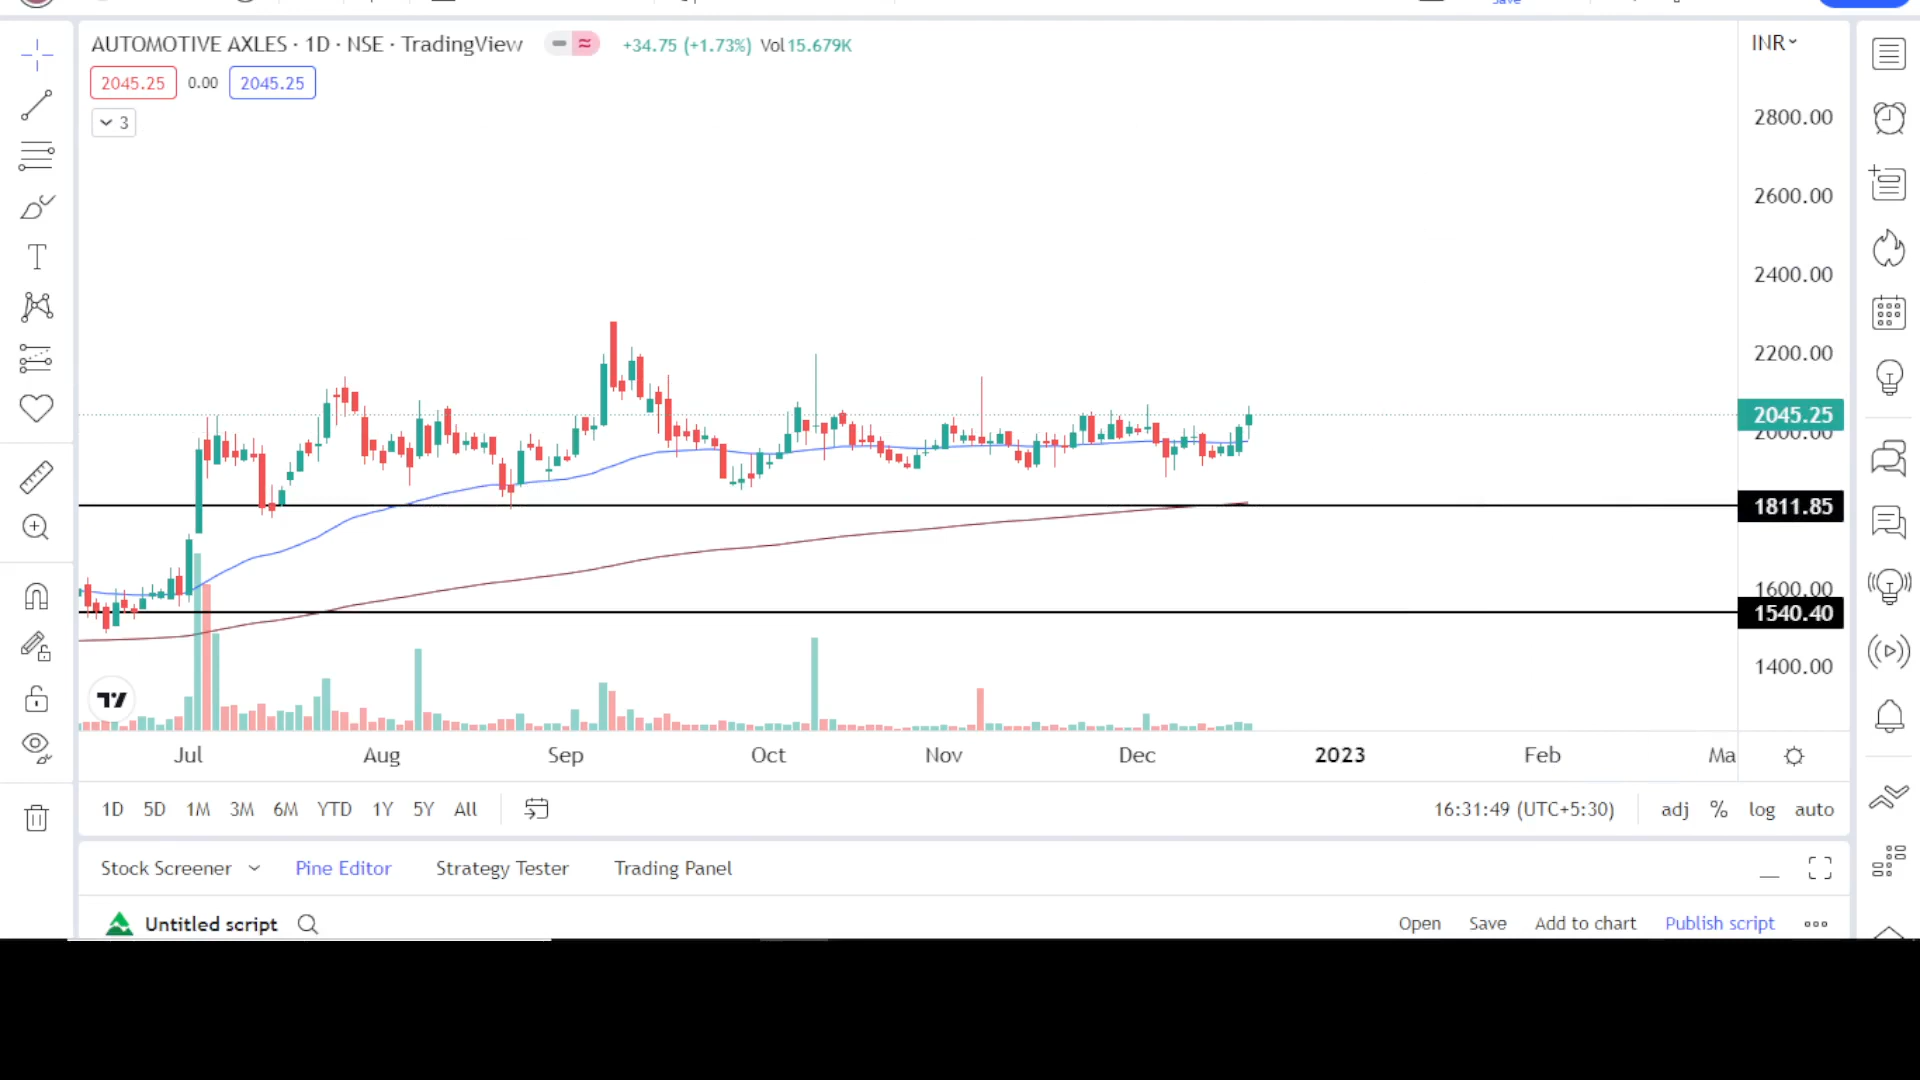 Save
AUTOMOTIVE AXLES · 1D · NSE · TradingView +34.75 (+1.73%) Vol 15.679K
INR
2045.25 0.00 2045.25
3
2800.00
2600.00
2400.00
2200.00
2045.25
2000.00
1811.85
1600.00
1540.40
1400.00
Jul Aug Sep Oct Nov Dec 2023 Feb Ma
1D 5D 1M 3M 6M YTD 1Y 5Y All 16:31:49 (UTC+5:30) adj % log auto
Stock Screener Pine Editor Strategy Tester Trading Panel
Untitled script Open Save Add to chart Publish script